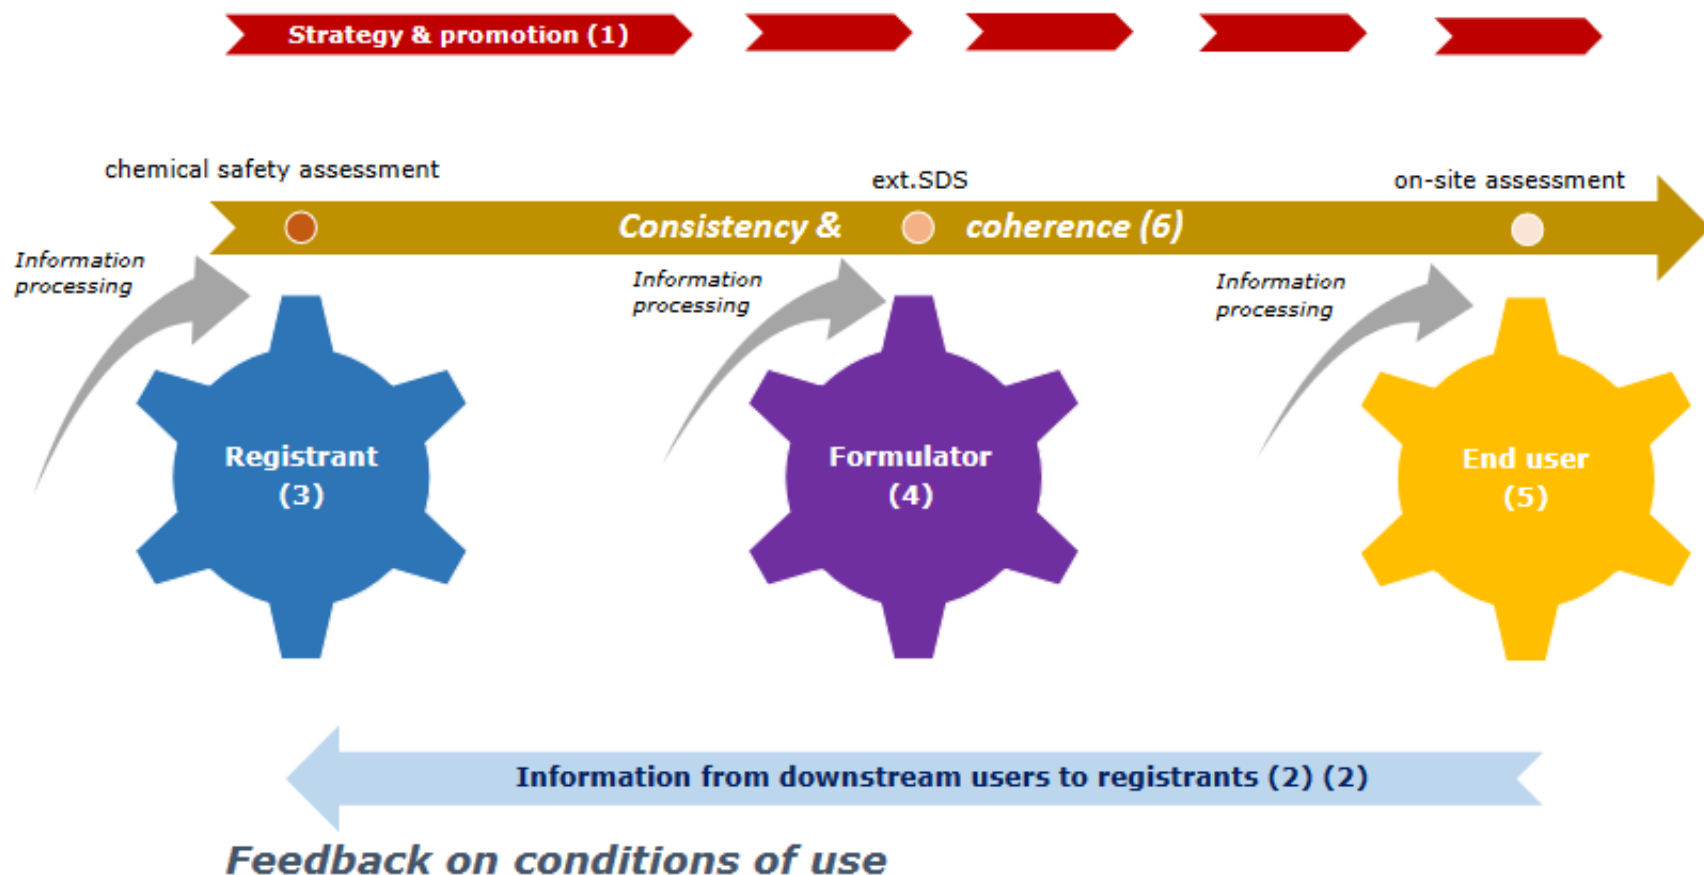 Strategy & promotion (1)
chemical safety assessment
ext.SDS
on-site assessment
Consistency & coherence (6)
Information
processing
Information
processing
Information
processing
Registrant
(3)
Formulator
(4)
End user
(5)
Information from downstream users to registrants (2) (2)
Feedback on conditions of use